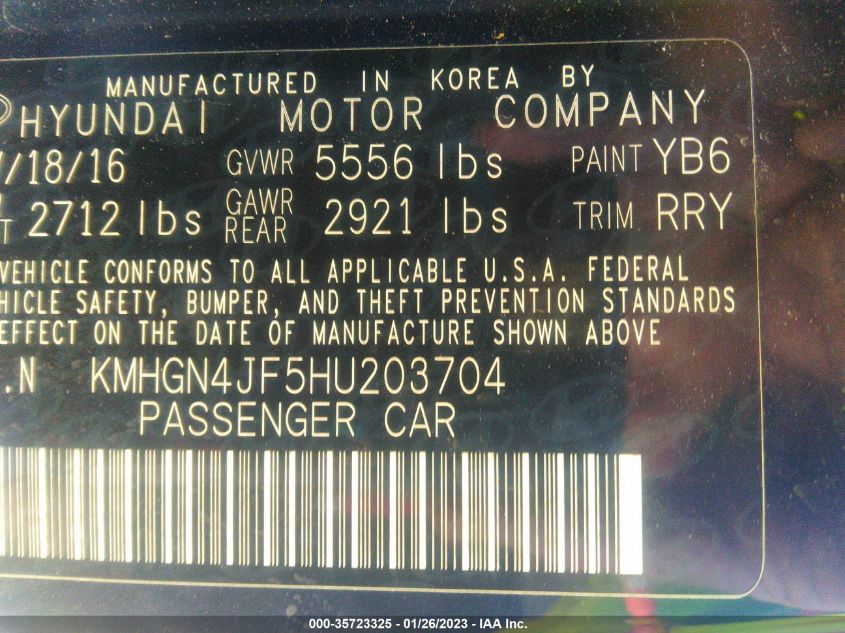 MANUFACTURED IN KOREA BY
HYUNDAI MOTOR COMPANY
/18/16 GVWR 5556 lbs PAINT YB6
T 2712 lbs GAWR REAR 2921 lbs TRIM RRY
VEHICLE CONFORMS TO ALL APPLICABLE U.S.A. FEDERAL
HICLE SAFETY, BUMPER, AND THEFT PREVENTION STANDARDS
EFFECT ON THE DATE OF MANUFACTURE SHOWN ABOVE
.N KMHGN4JF5HU203704
PASSENGER CAR
000-35723325 - 01/26/2023 - IAA Inc.